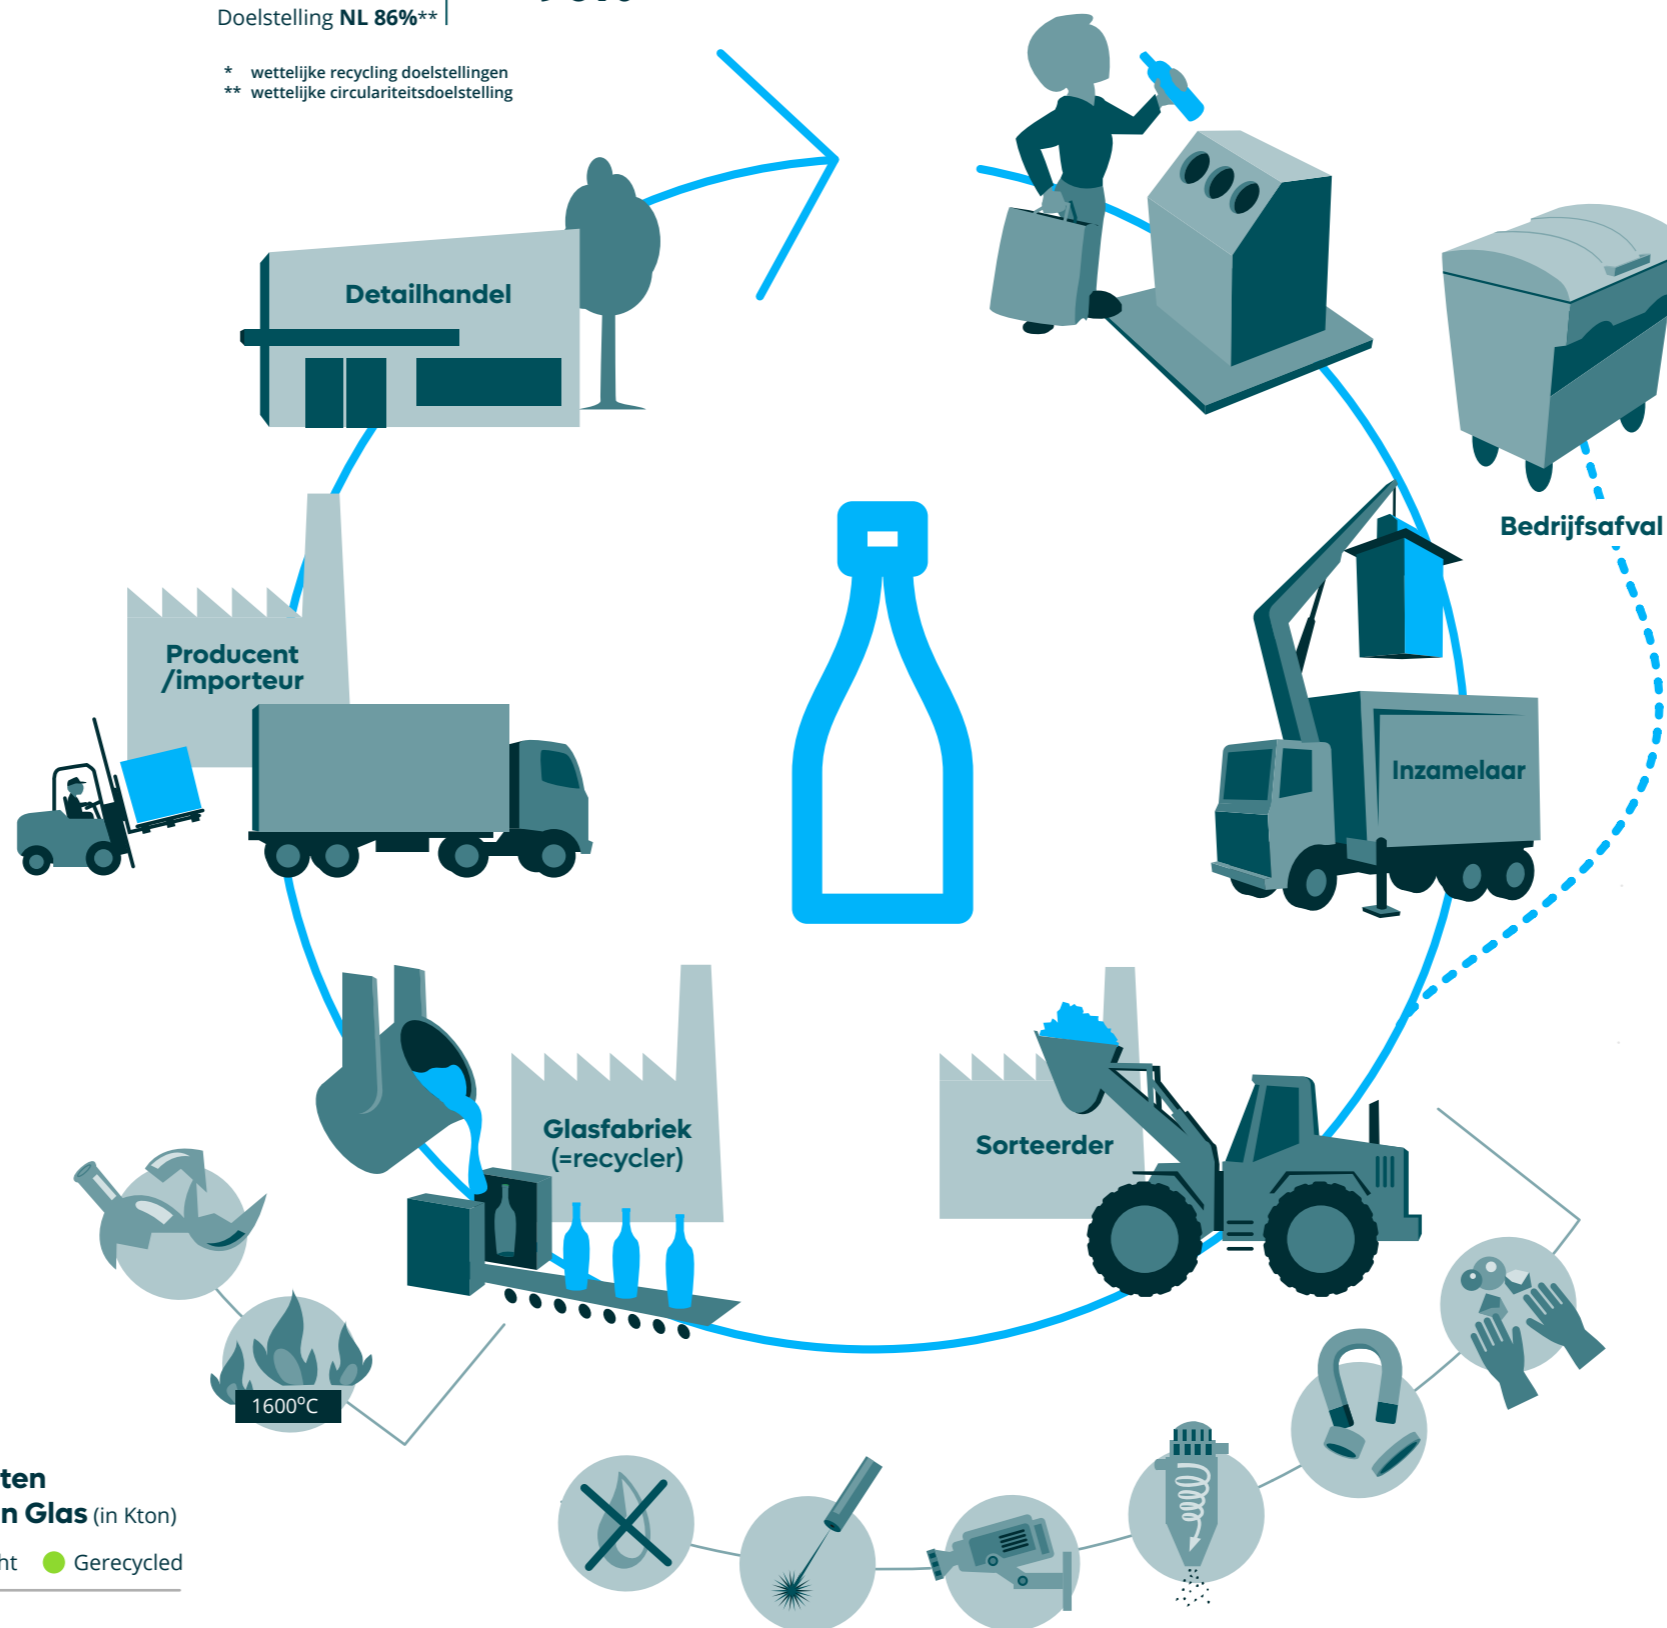 Doelstelling NL 86%**
* wettelijke recycling doelstellingen
** wettelijke circulariteitsdoelstelling
Detailhandel
Bedrijfsafval
Producent
/importeur
Inzamelaar
Glasfabriek
(=recycler)
Sorteerder
1600°C
n Glas (in Kton)
Gerecycled